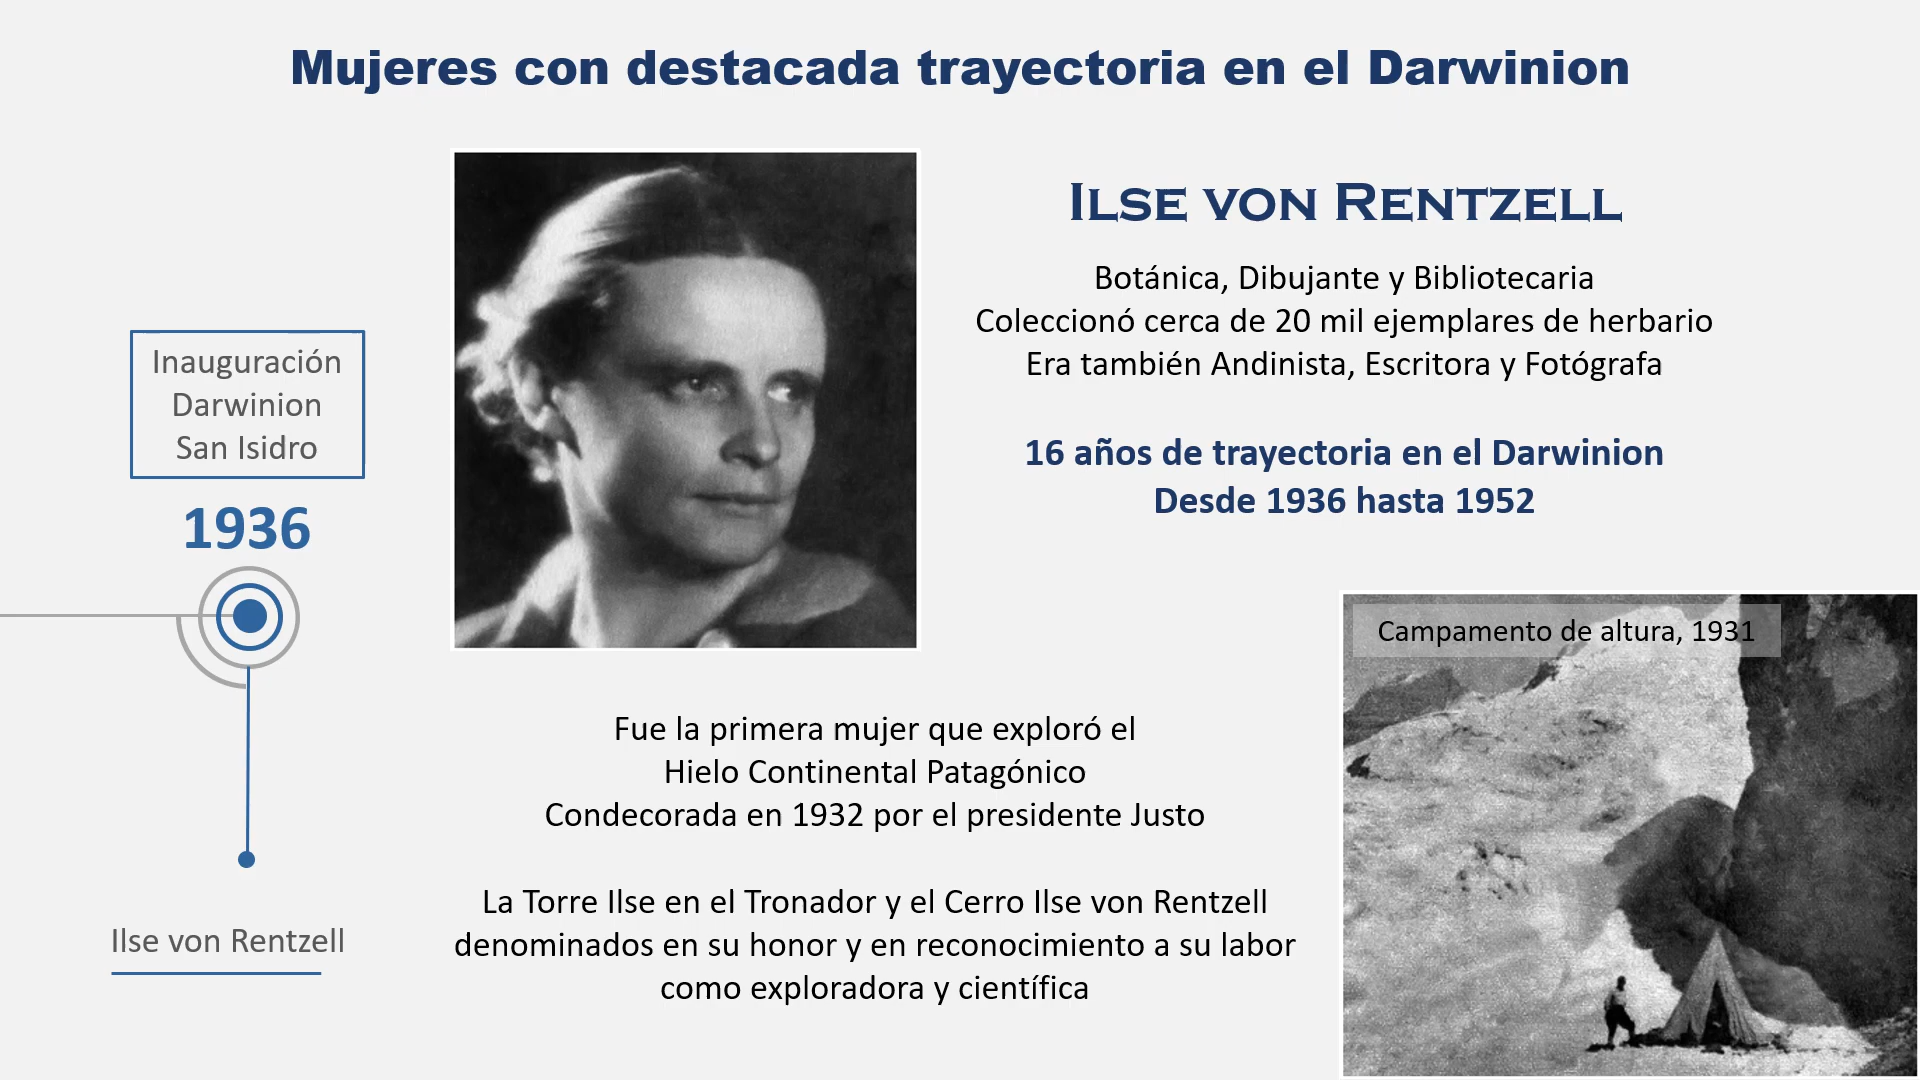 Mujeres con destacada trayectoria en el Darwinion
Ilse von Rentzell
Botánica, Dibujante y Bibliotecaria
Coleccionó cerca de 20 mil ejemplares de herbario
Era también Andinista, Escritora y Fotógrafa
16 años de trayectoria en el Darwinion
Desde 1936 hasta 1952
Inauguración
Darwinion
San Isidro
1936
Ilse von Rentzell
Campamento de altura, 1931
Fue la primera mujer que exploró el
Hielo Continental Patagónico
Condecorada en 1932 por el presidente Justo
La Torre Ilse en el Tronador y el Cerro Ilse von Rentzell
denominados en su honor y en reconocimiento a su labor
como exploradora y científica